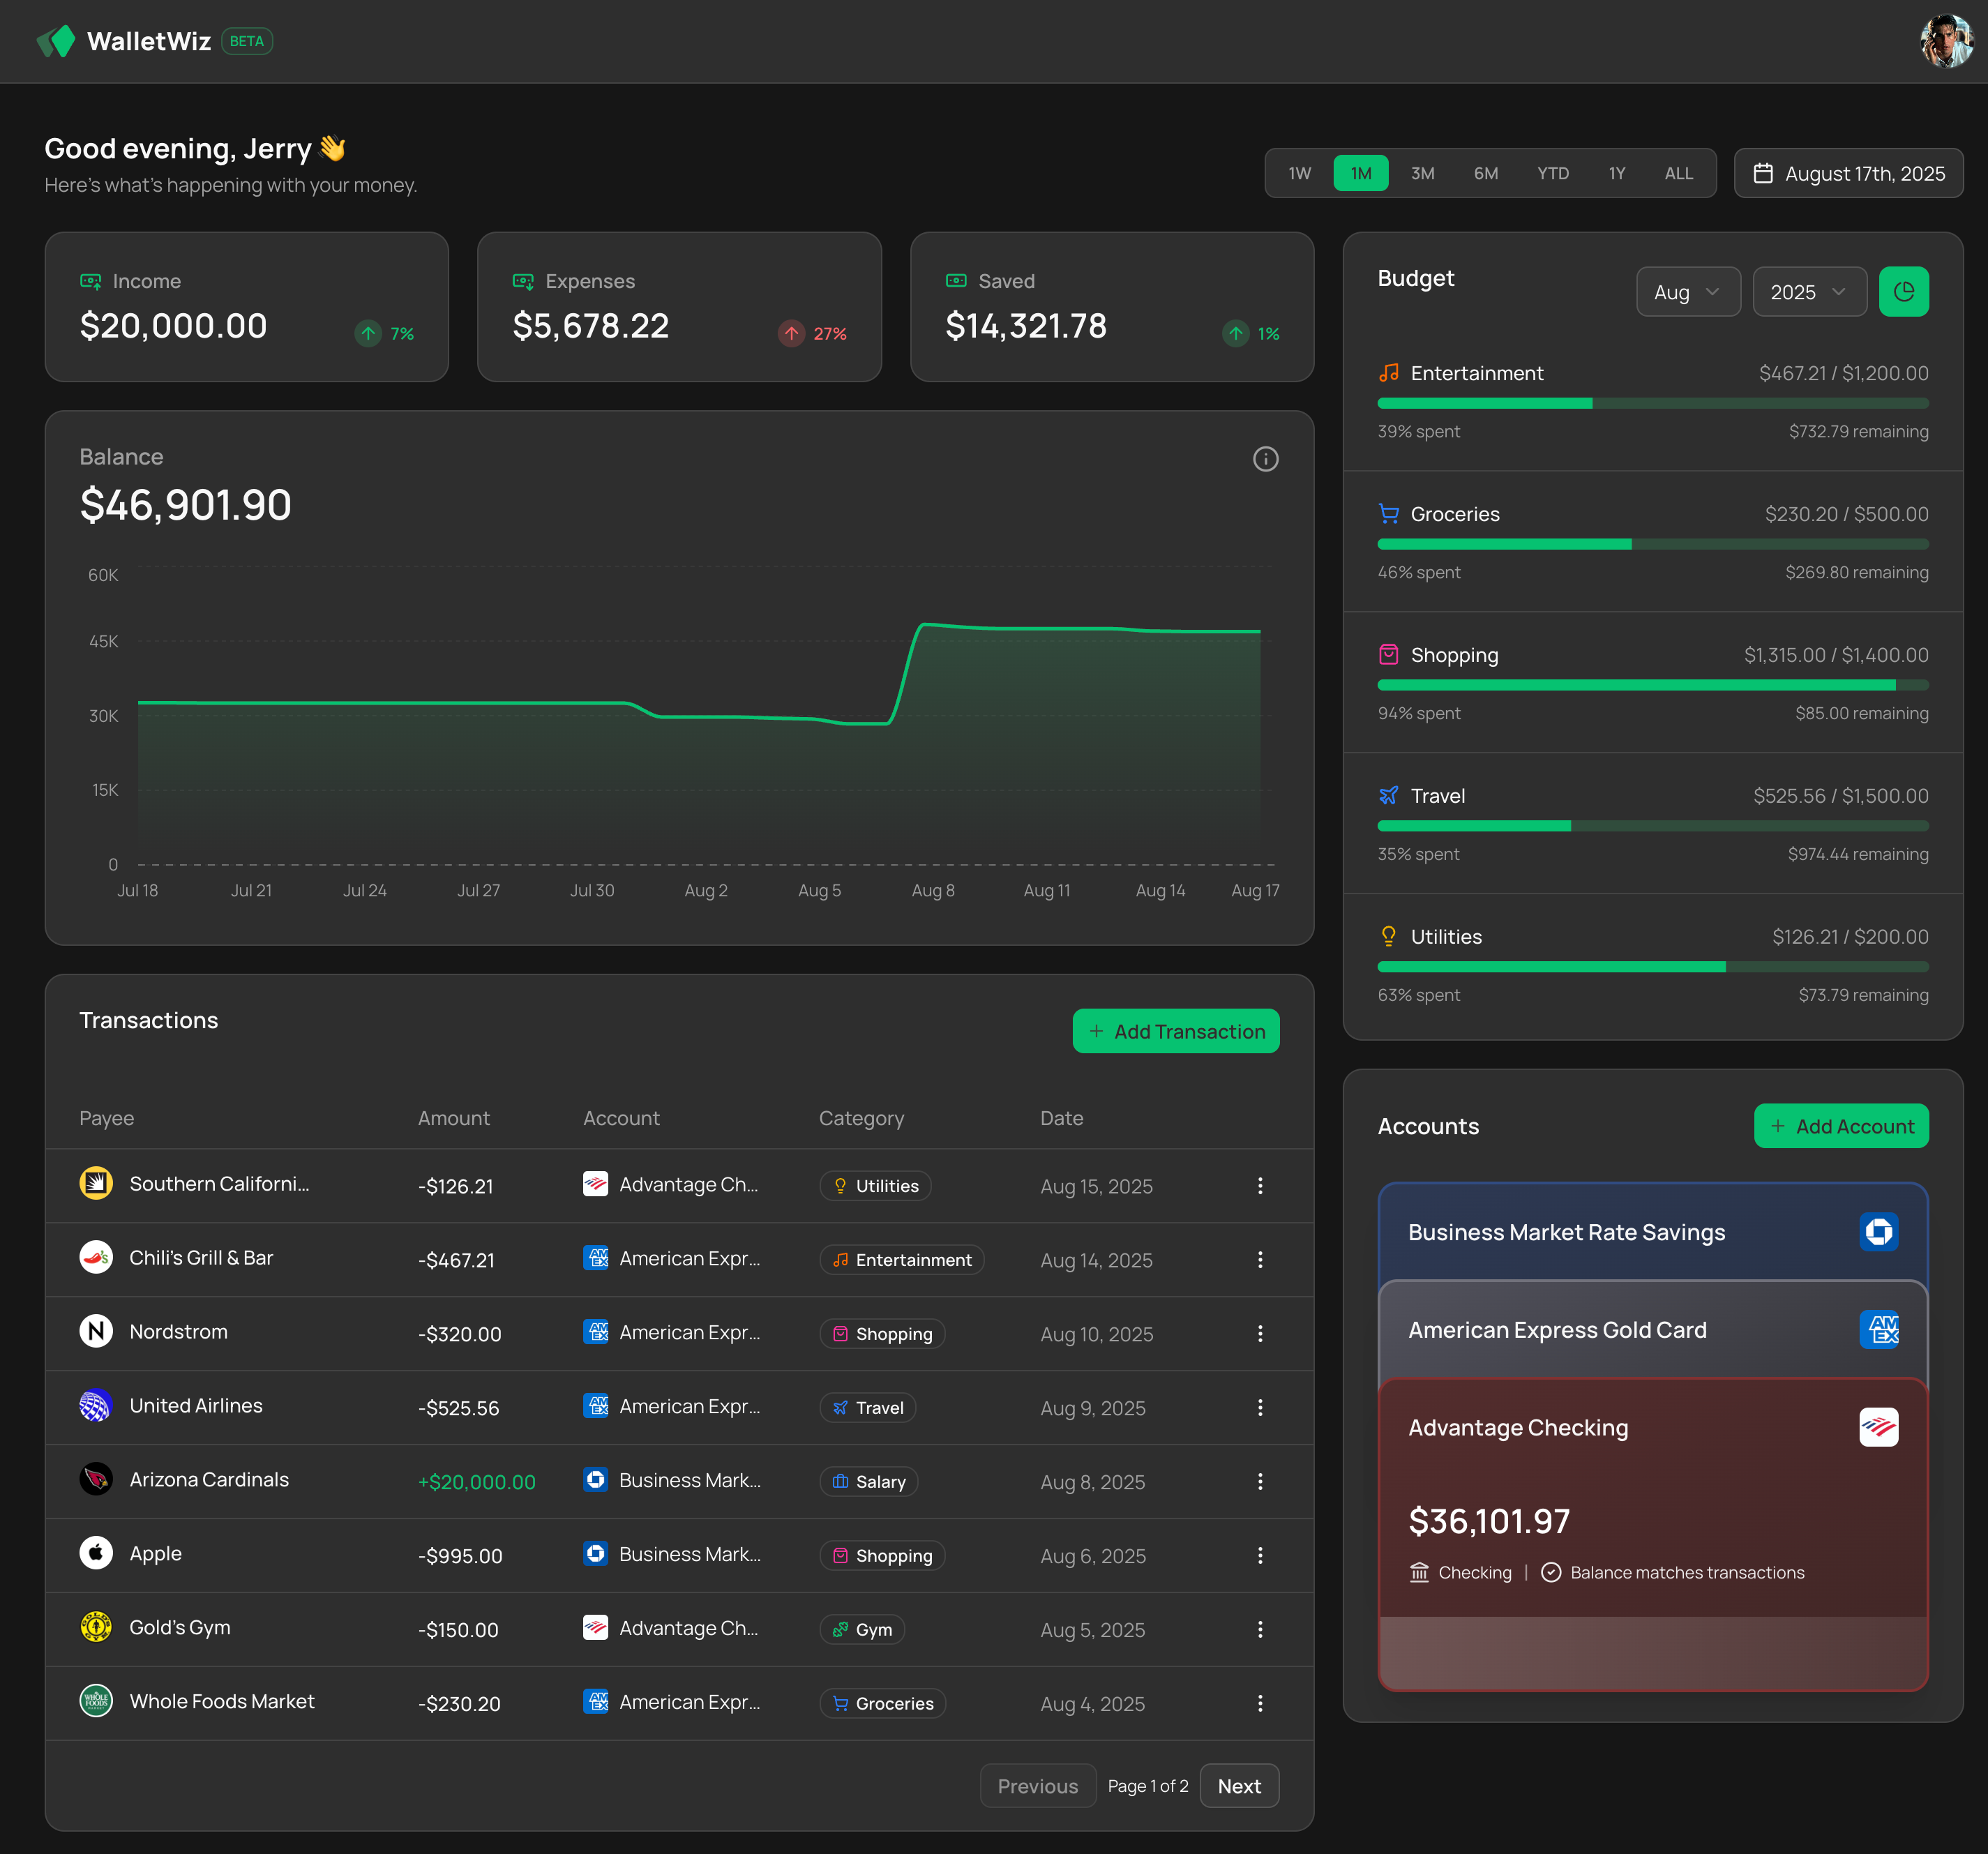 WalletWiz BETA
Good evening, Jerry 👋
Here's what's happening with your money.
1W 1M 3M 6M YTD 1Y ALL
August 17th, 2025
Income
$20,000.00
7%
Expenses
$5,678.22
27%
Saved
$14,321.78
1%
Balance
$46,901.90
60K
45K
30K
15K
0
Jul 18 Jul 21 Jul 24 Jul 27 Jul 30 Aug 2 Aug 5 Aug 8 Aug 11 Aug 14 Aug 17
Transactions
+ Add Transaction
Payee Amount Account Category Date
Southern Californi... -$126.21 Advantage Ch... Utilities Aug 15, 2025
Chili's Grill & Bar -$467.21 AMEX American Expr... Entertainment Aug 14, 2025
N Nordstrom -$320.00 AMEX American Expr... Shopping Aug 10, 2025
United Airlines -$525.56 AMEX American Expr... Travel Aug 9, 2025
Arizona Cardinals +$20,000.00 Business Mark... Salary Aug 8, 2025
Apple -$995.00 Business Mark... Shopping Aug 6, 2025
GOLD'S GYM Gold's Gym -$150.00 Advantage Ch... Gym Aug 5, 2025
WHOLE FOODS MARKET Whole Foods Market -$230.20 AMEX American Expr... Groceries Aug 4, 2025
Previous Page 1 of 2 Next
Budget
Aug 2025
Entertainment $467.21 / $1,200.00
39% spent $732.79 remaining
Groceries $230.20 / $500.00
46% spent $269.80 remaining
Shopping $1,315.00 / $1,400.00
94% spent $85.00 remaining
Travel $525.56 / $1,500.00
35% spent $974.44 remaining
Utilities $126.21 / $200.00
63% spent $73.79 remaining
Accounts
+ Add Account
Business Market Rate Savings
American Express Gold Card AMEX
Advantage Checking
$36,101.97
Checking | Balance matches transactions